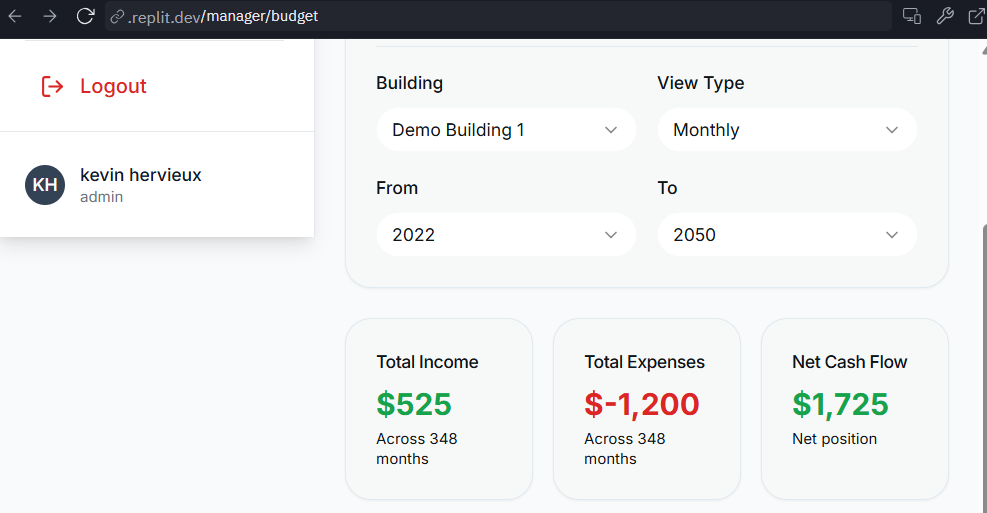 .replit.dev/manager/budget
Logout
KH
kevin hervieux
admin
Building
View Type
Demo Building 1
Monthly
From
To
2022
2050
Total Income
$525
Across 348
months
Total Expenses
$-1,200
Across 348
months
Net Cash Flow
$1,725
Net position